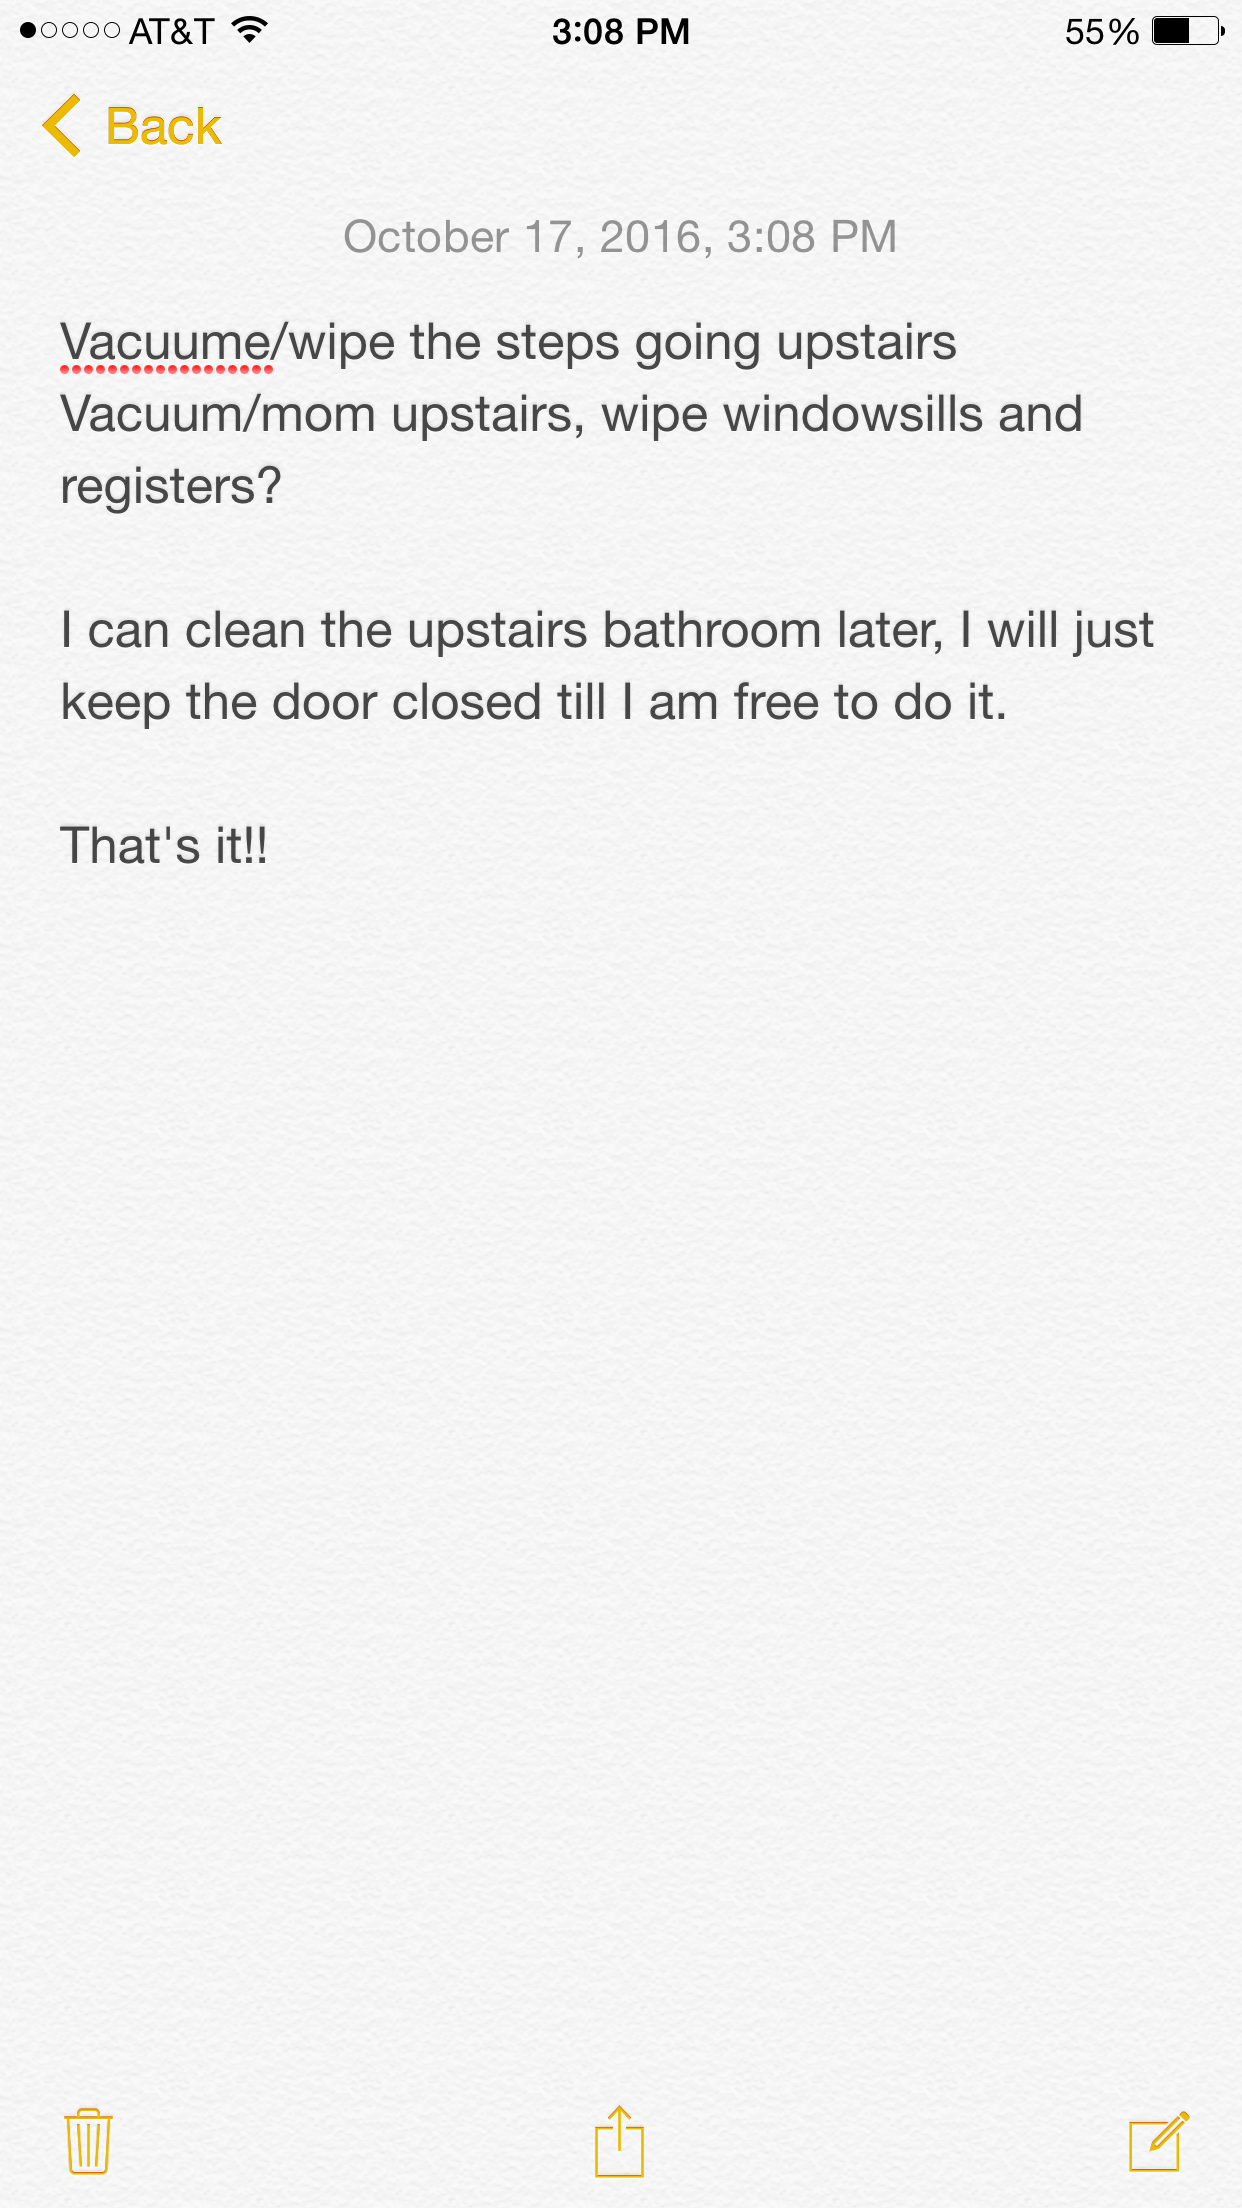 AT&T 3:08 PM 55%
Back
October 17, 2016, 3:08 PM
Vacuume/wipe the steps going upstairs
Vacuum/mom upstairs, wipe windowsills and
registers?
I can clean the upstairs bathroom later, I will just
keep the door closed till I am free to do it.
That's it!!